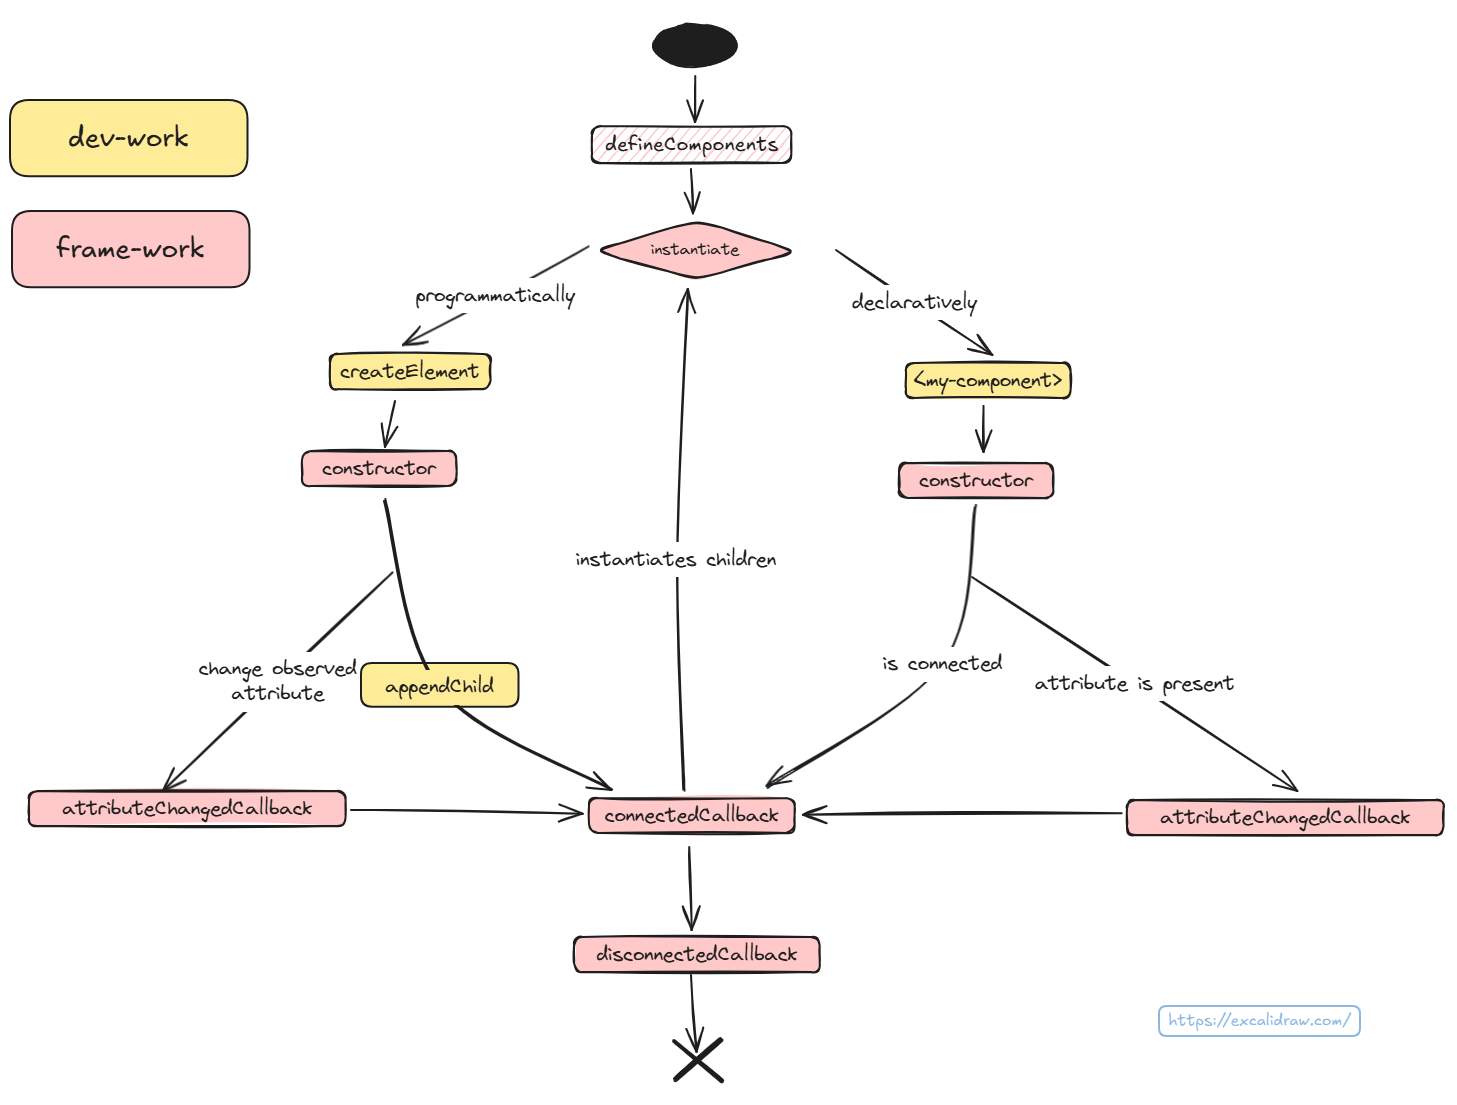 dev-work
frame-work
defineComponents
instantiate
programmatically
declaratively
createElement
<my-component>
constructor
constructor
instantiates children
change observed
attribute
appendChild
is connected
attribute is present
attributeChangedCallback
connectedCallback
attributeChangedCallback
disconnectedCallback
https://excalidraw.com/